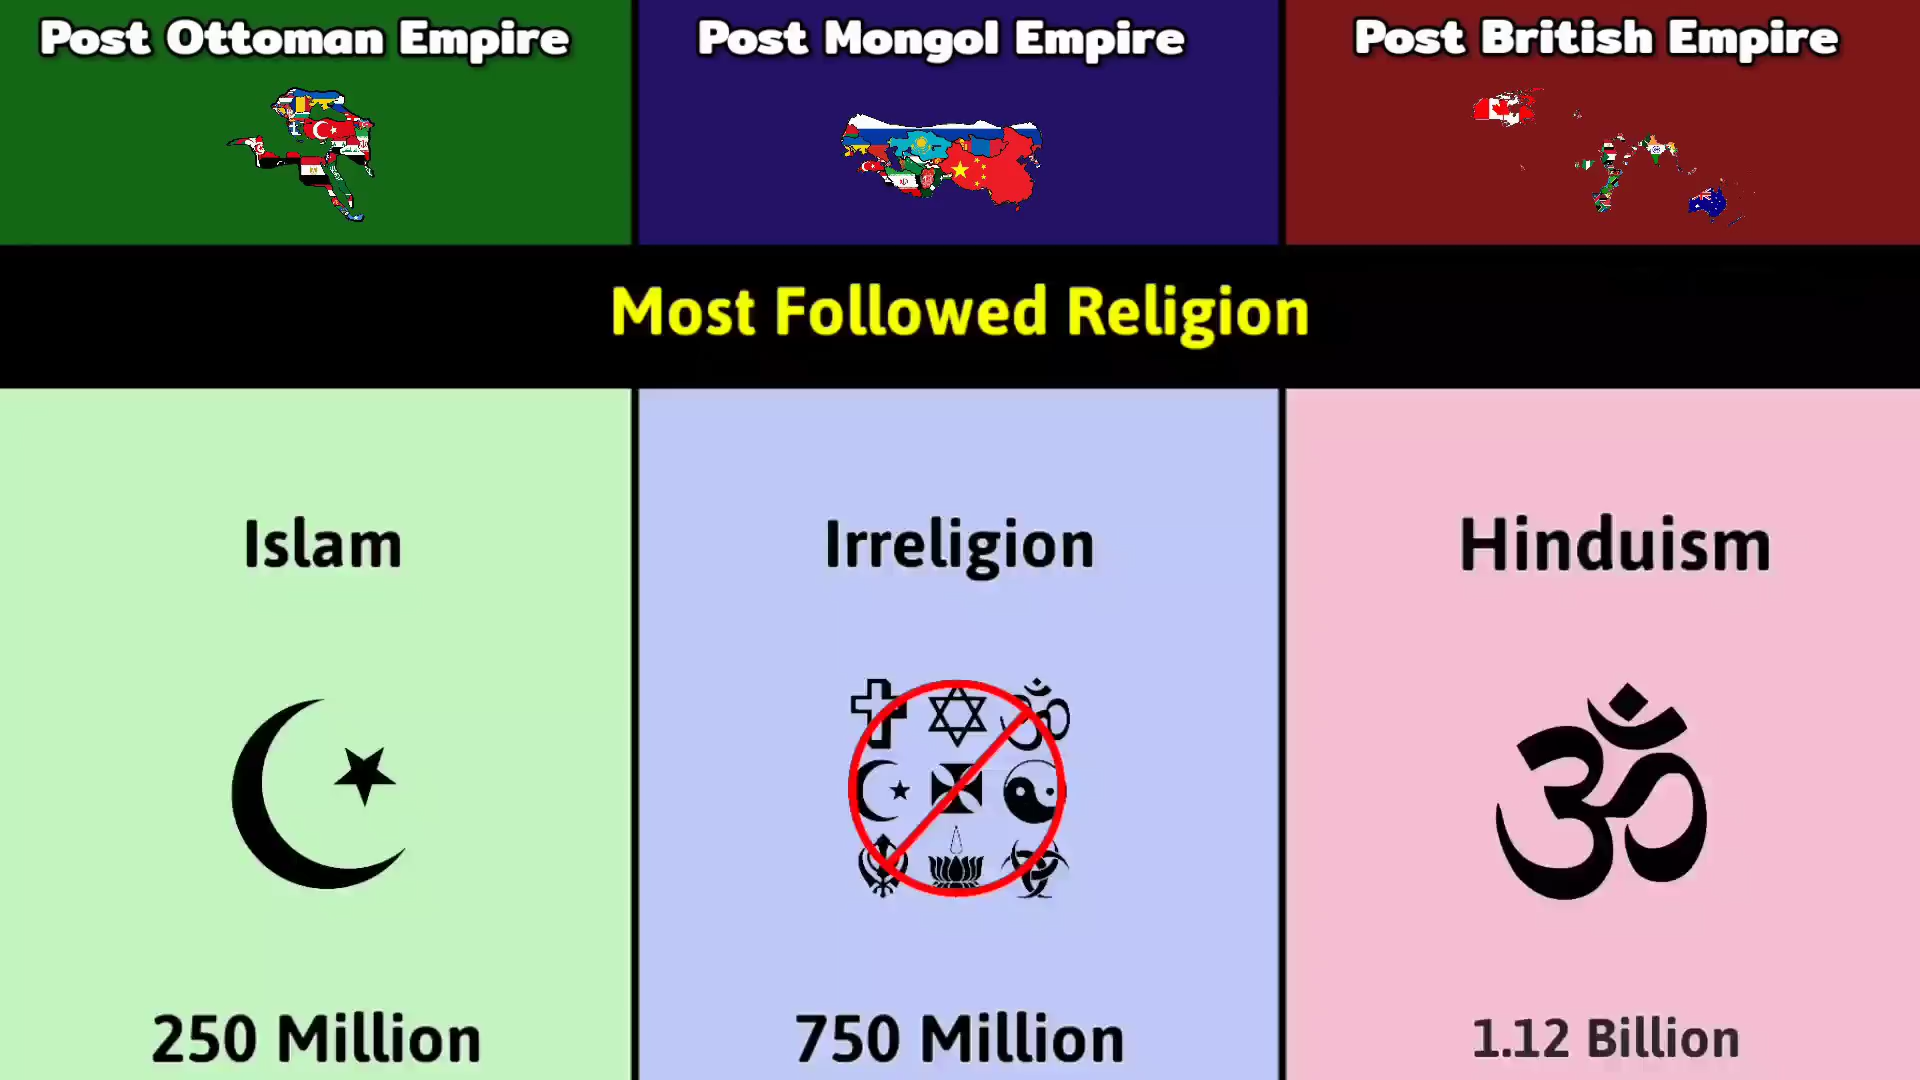 Post Ottoman Empire
Post Mongol Empire
Post British Empire
Most Followed Religion
Islam
Irreligion
Hinduism
250 Million
750 Million
1.12 Billion